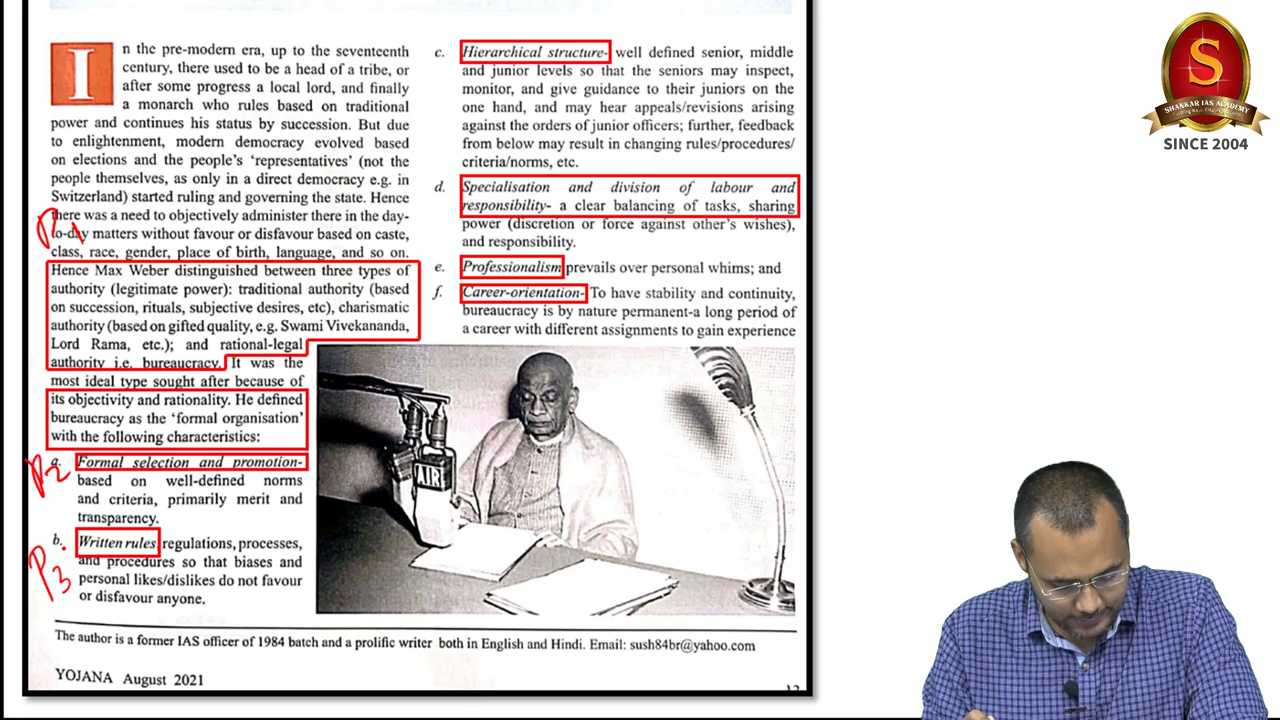 In the pre-modern era, up to the seventeenth
century, there used to be a head of a tribe, or
after some progress a local lord, and finally
a monarch who rules based on traditional
power and continues his status by succession. But due
to enlightenment, modern democracy evolved based
on elections and the people's 'representatives' (not the
people themselves, as only in a direct democracy e.g. in
Switzerland) started ruling and governing the state. Hence
there was a need to objectively administer there in the day-
to-day matters without favour or disfavour based on caste,
class, race, gender, place of birth, language, and so on.
Hence Max Weber distinguished between three types of
authority (legitimate power): traditional authority (based
on succession, rituals, subjective desires, etc), charismatic
authority (based on gifted quality, e.g. Swami Vivekananda,
Lord Rama, etc.); and rational-legal
authority i.e. bureaucracy. It was the
most ideal type sought after because of
its objectivity and rationality. He defined
bureaucracy as the 'formal organisation'
with the following characteristics:
a. Formal selection and promotion-
based on well-defined norms
and criteria, primarily merit and
transparency.
b. Written rules, regulations, processes,
and procedures so that biases and
personal likes/dislikes do not favour
or disfavour anyone.
P1
P2
P3
c. Hierarchical structure- well defined senior, middle
and junior levels so that the seniors may inspect,
monitor, and give guidance to their juniors on the
one hand, and may hear appeals/revisions arising
against the orders of junior officers; further, feedback
from below may result in changing rules/procedures/
criteria/norms, etc.
d. Specialisation and division of labour and
responsibility- a clear balancing of tasks, sharing
power (discretion or force against other's wishes),
and responsibility.
e. Professionalism prevails over personal whims; and
f. Career-orientation- To have stability and continuity,
bureaucracy is by nature permanent-a long period of
a career with different assignments to gain experience
AIR
The author is a former IAS officer of 1984 batch and a prolific writer both in English and Hindi. Email: sush84br@yahoo.com
YOJANA August 2021
S
SHANKAR IAS ACADEMY
SINCE 2004